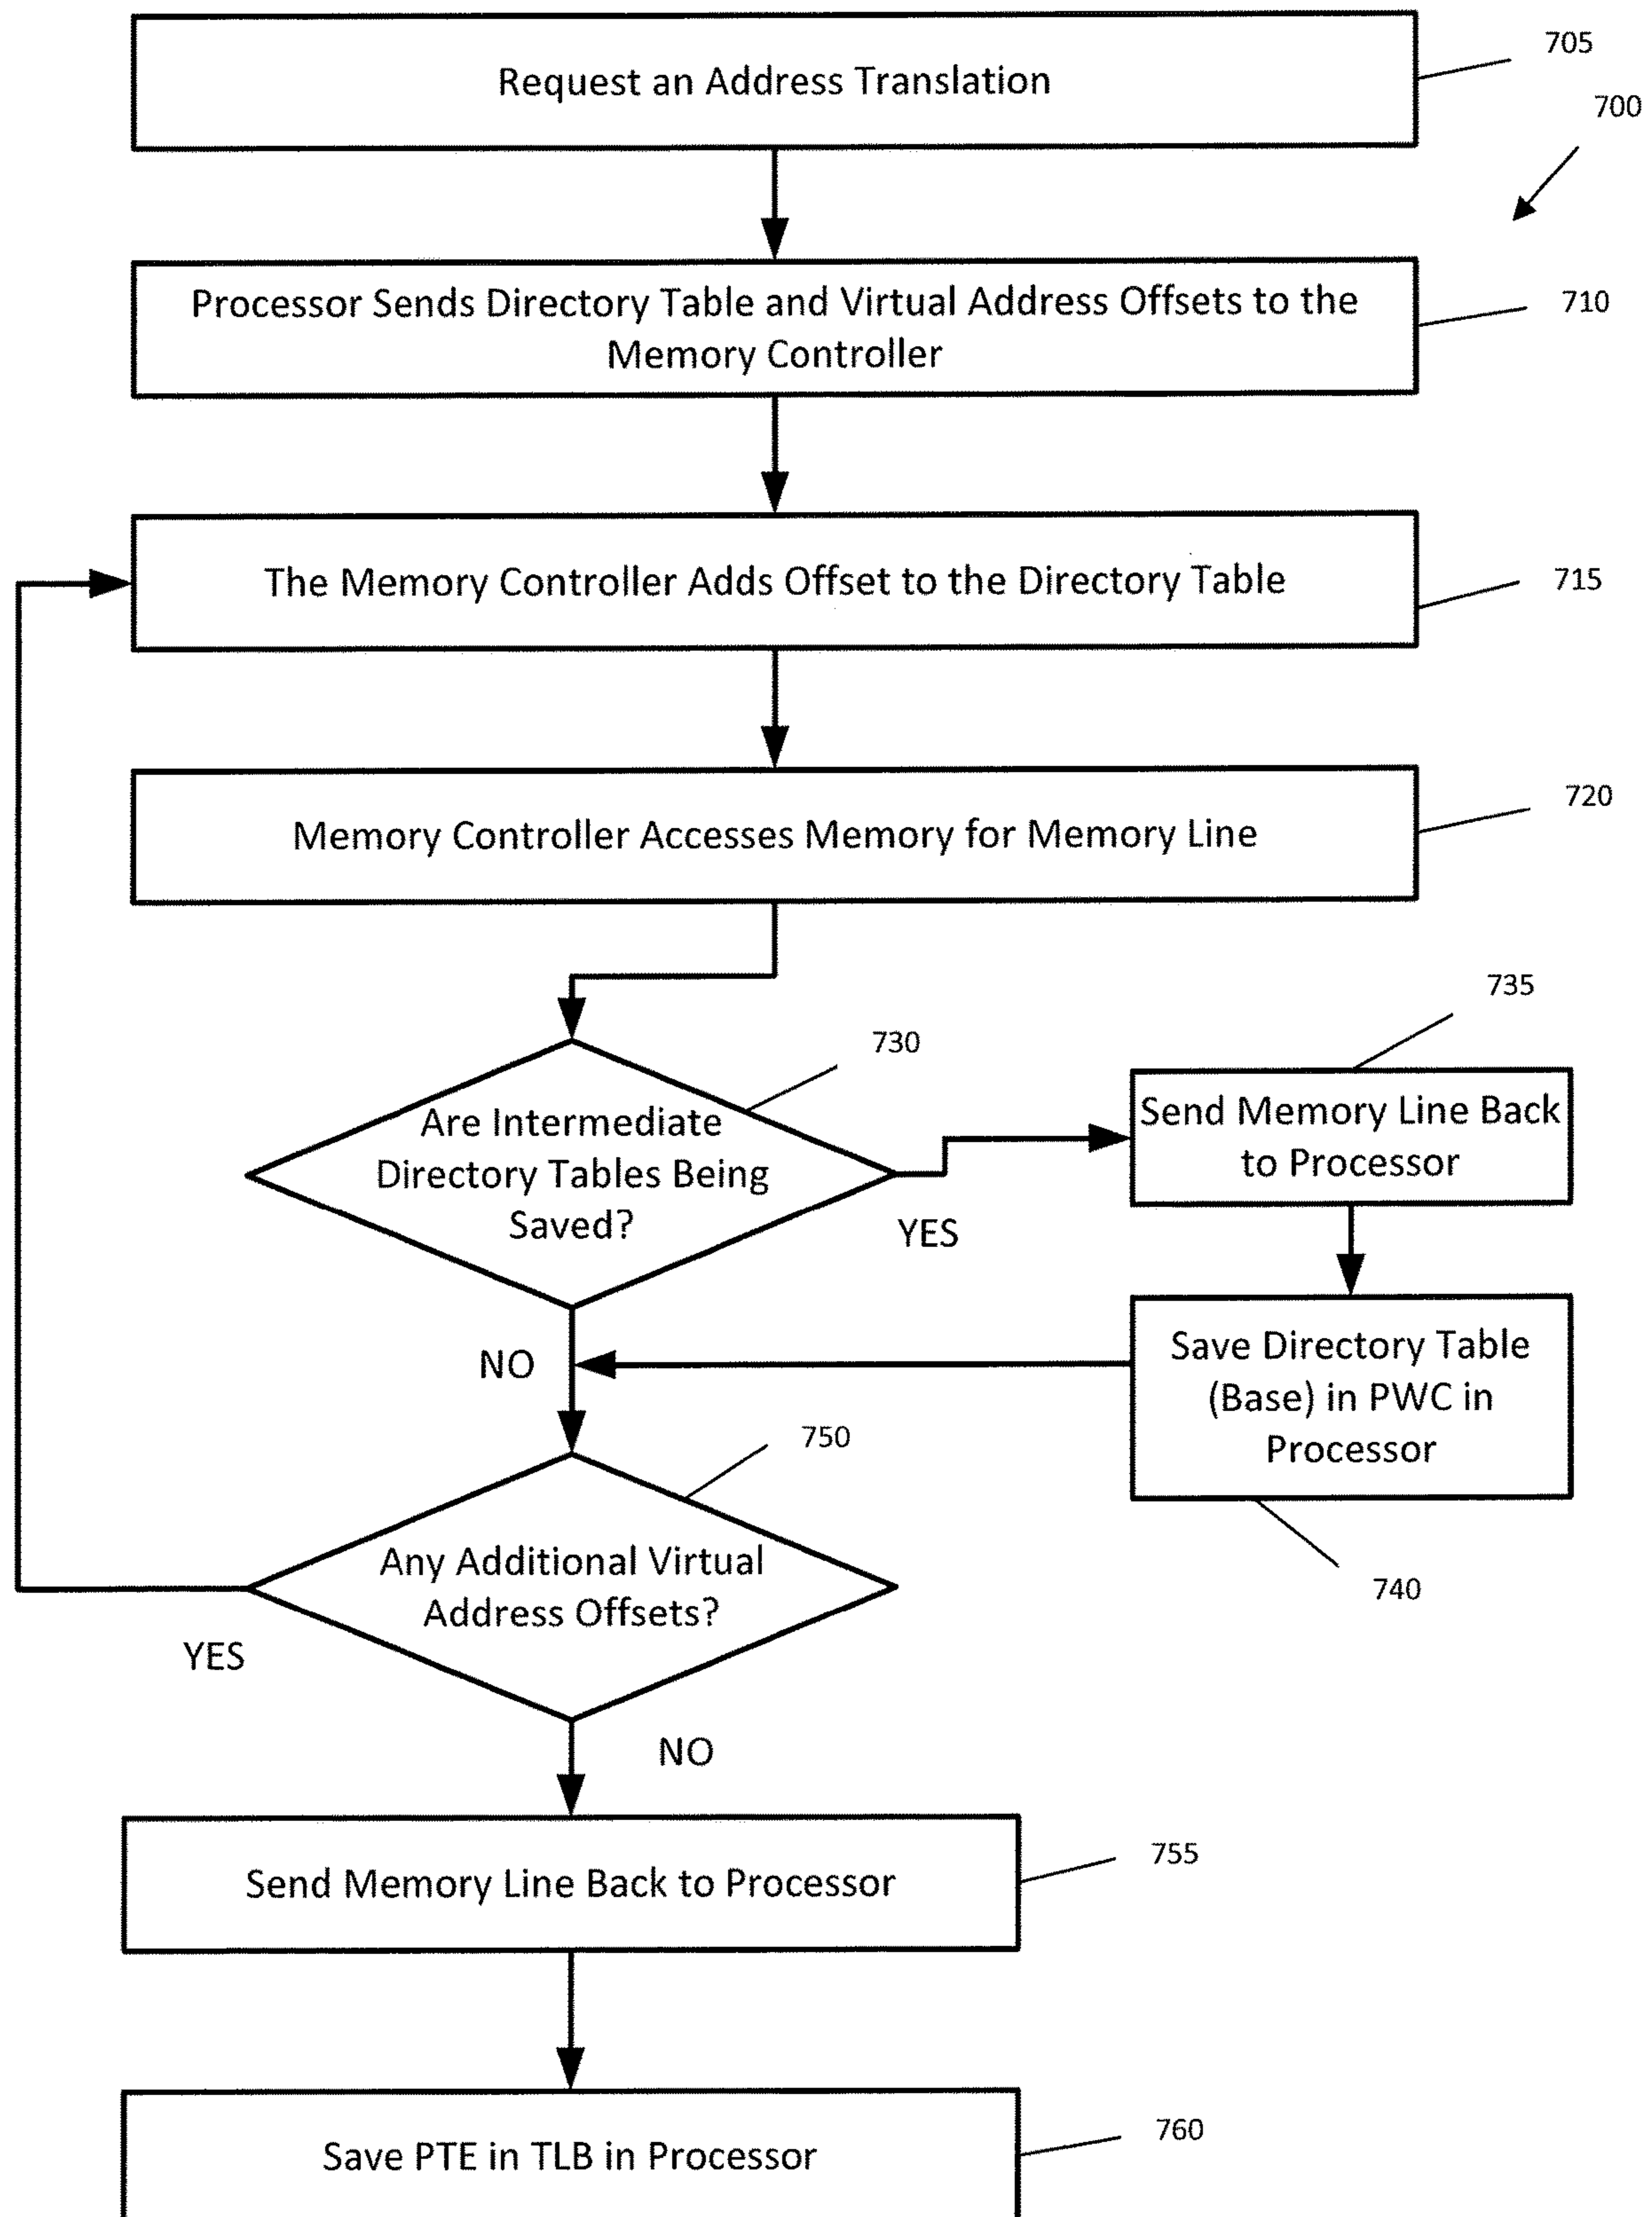 Request an Address Translation
705
700
Processor Sends Directory Table and Virtual Address Offsets to the
Memory Controller
710
The Memory Controller Adds Offset to the Directory Table
715
Memory Controller Accesses Memory for Memory Line
720
730
735
Are Intermediate
Directory Tables Being
Saved?
YES
Send Memory Line Back
to Processor
NO
Save Directory Table
(Base) in PWC in
Processor
740
750
Any Additional Virtual
Address Offsets?
YES
NO
Send Memory Line Back to Processor
755
Save PTE in TLB in Processor
760